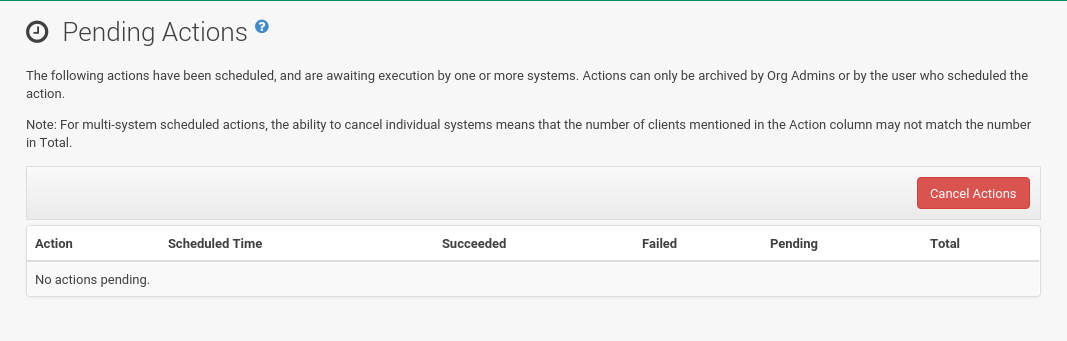 Pending Actions ?
The following actions have been scheduled, and are awaiting execution by one or more systems. Actions can only be archived by Org Admins or by the user who scheduled the
action.
Note: For multi-system scheduled actions, the ability to cancel individual systems means that the number of clients mentioned in the Action column may not match the number
in Total.
Cancel Actions
Action Scheduled Time Succeeded Failed Pending Total
No actions pending.